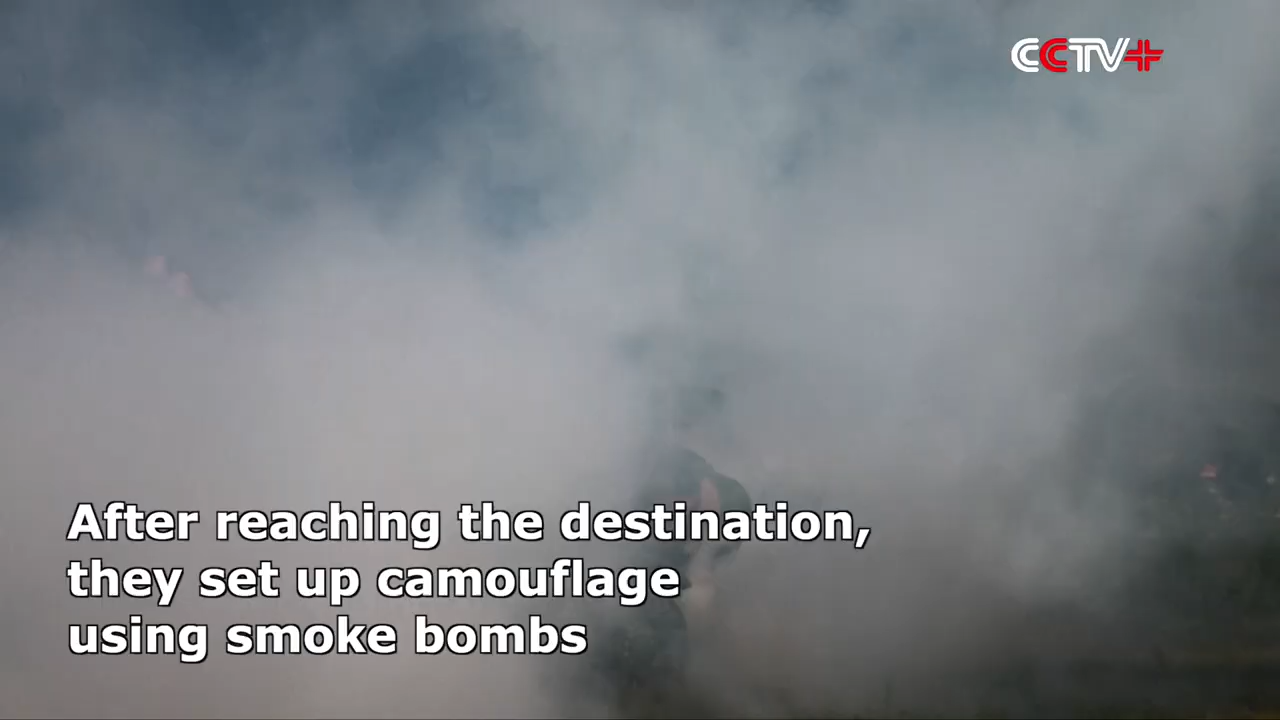 CCTV+
After reaching the destination,
they set up camouflage
using smoke bombs